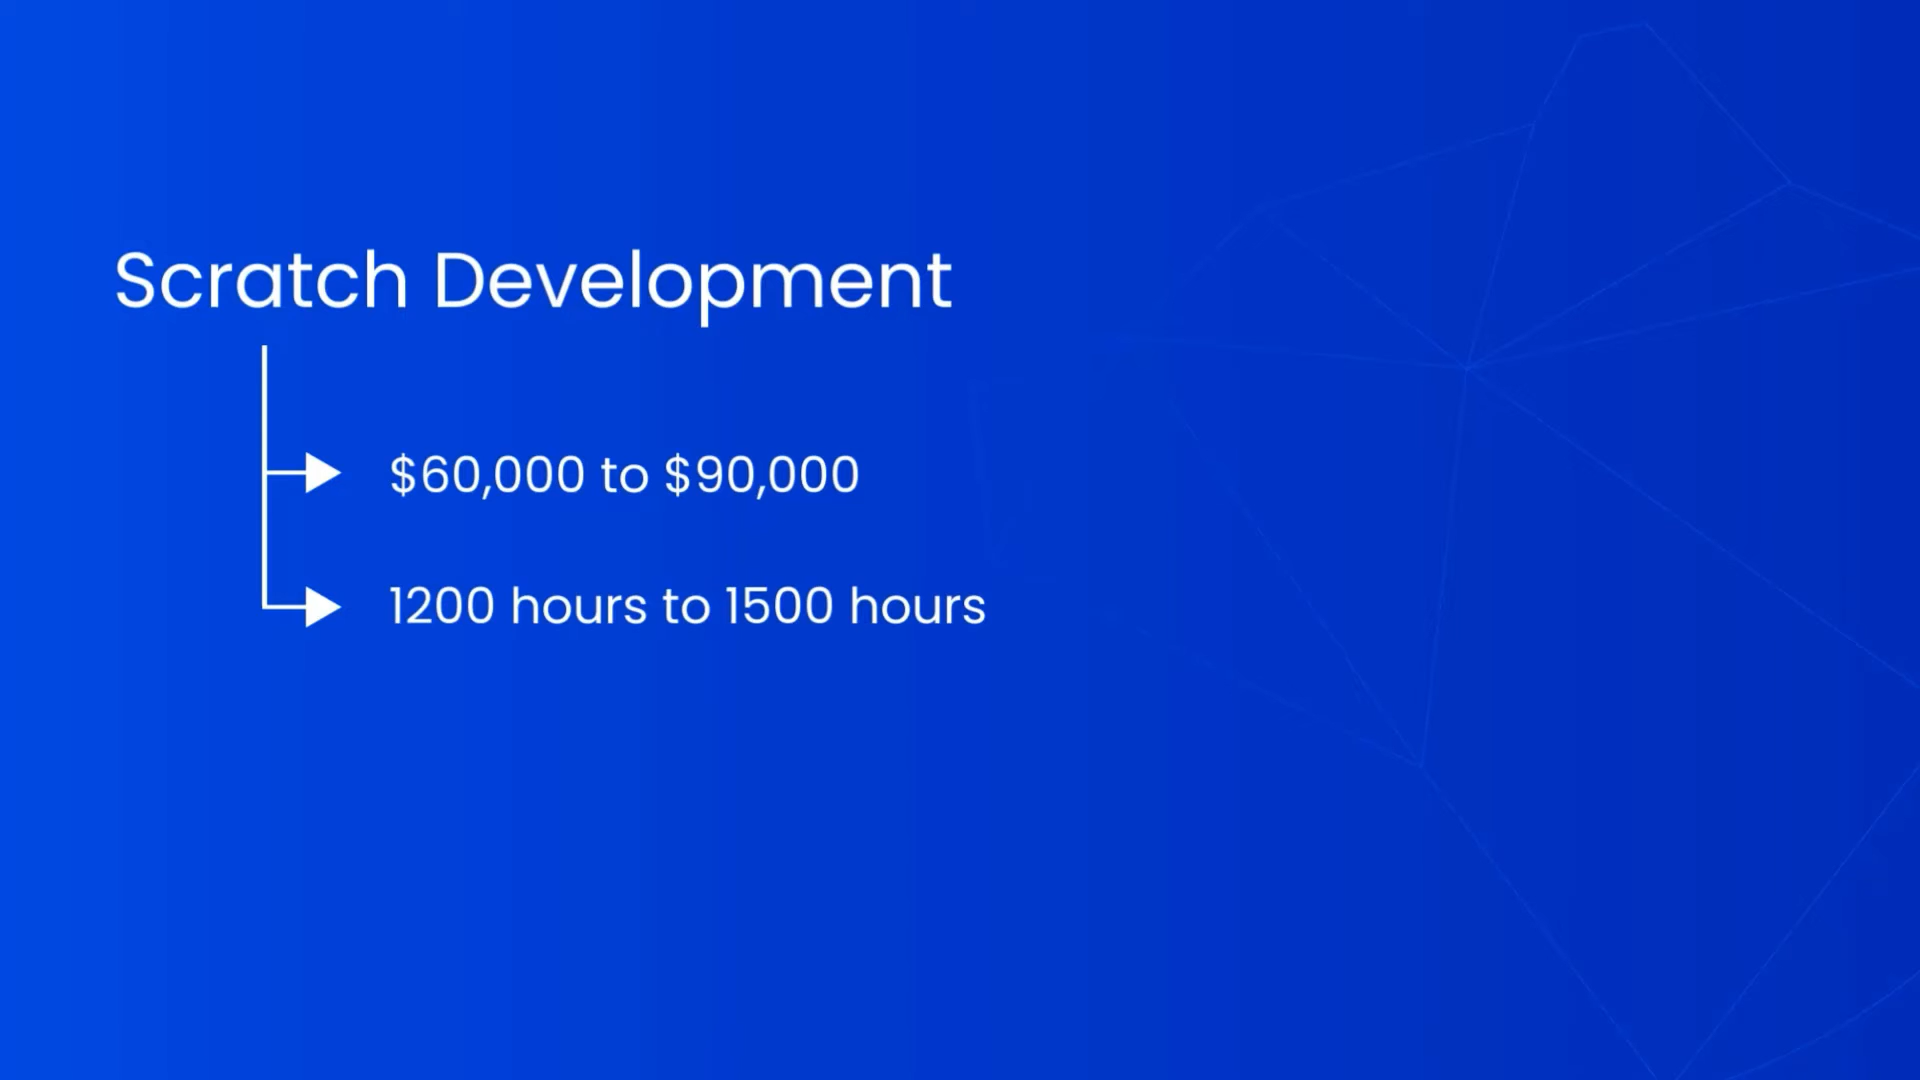 Scratch Development
$60,000 to $90,000
1200 hours to 1500 hours